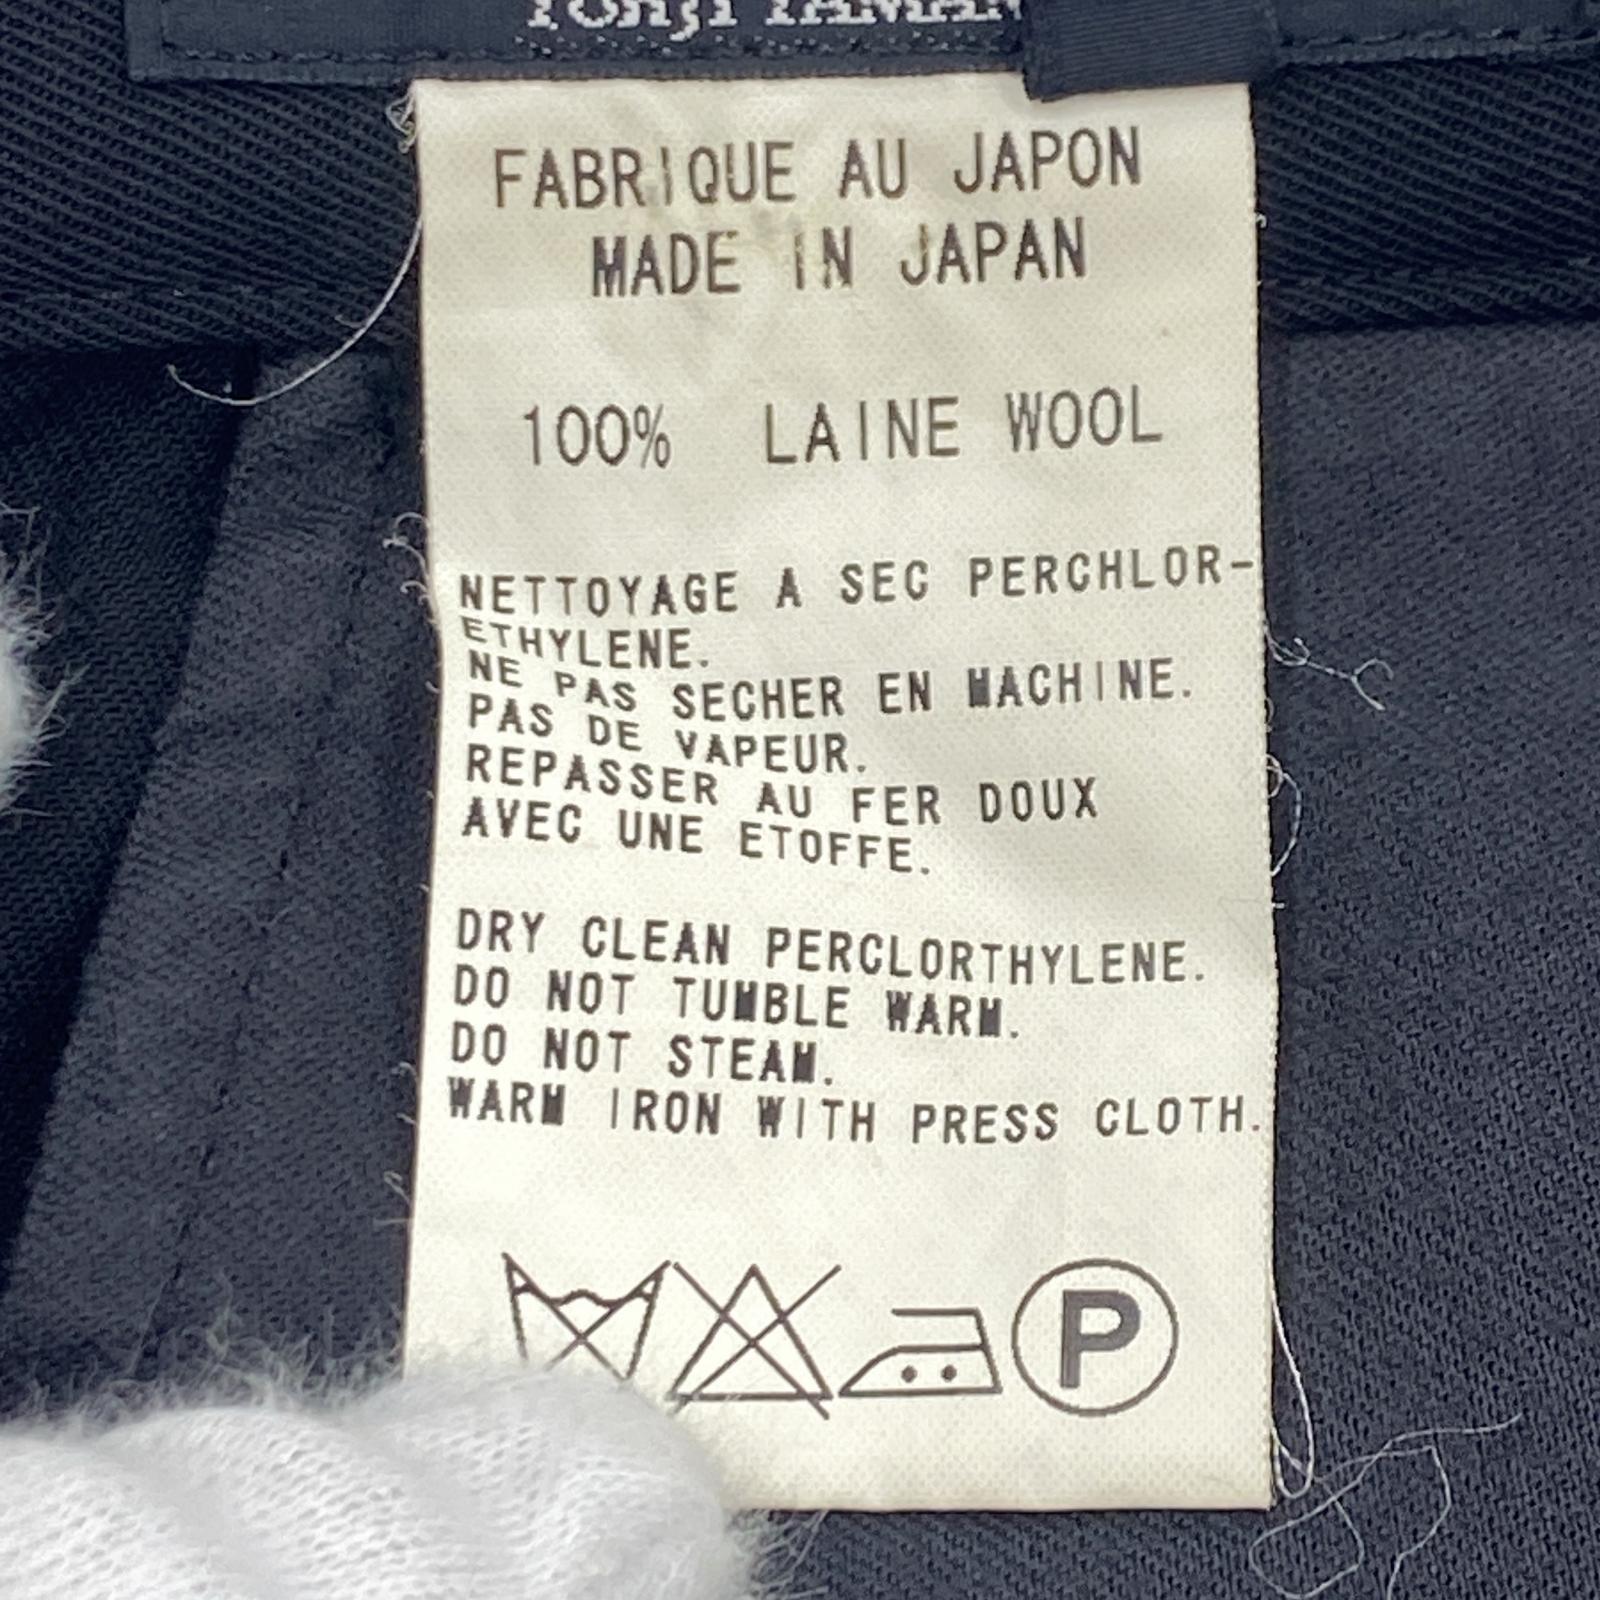 Yohji YAMAM
FABRIQUE AU JAPON
MADE IN JAPAN
100% LAINE WOOL
NETTOYAGE A SEC PERCHLOR-
ETHYLENE.
NE PAS SECHER EN MACHINE.
PAS DE VAPEUR.
REPASSER AU FER DOUX
AVEC UNE ETOFFE.
DRY CLEAN PERCLORTHYLENE.
DO NOT TUMBLE WARM.
DO NOT STEAM.
WARM IRON WITH PRESS CLOTH.
P